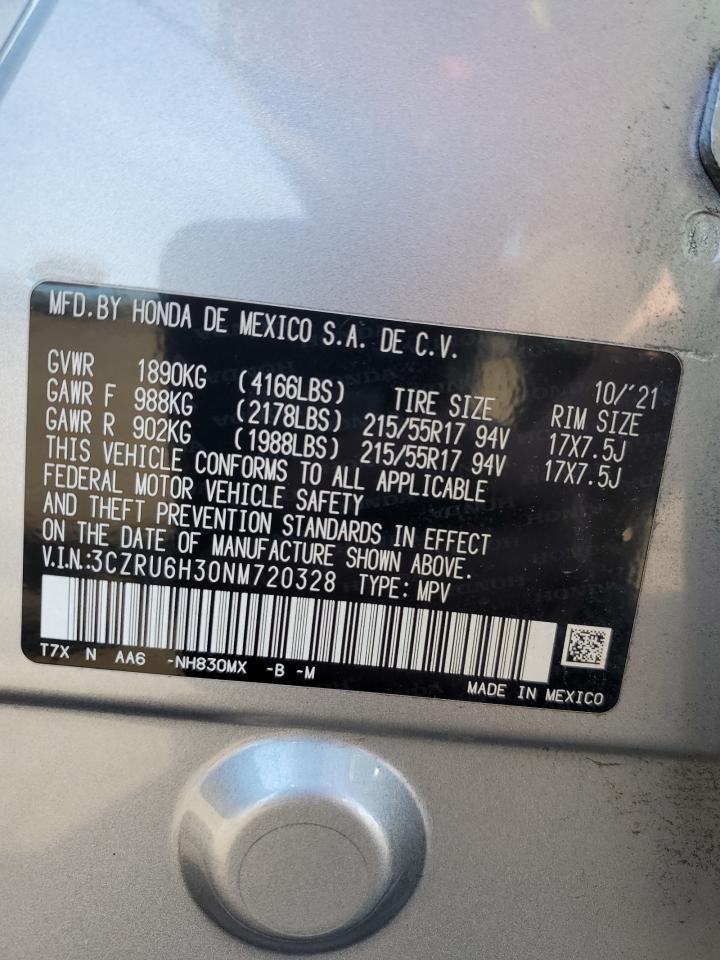 MFD.BY HONDA DE MEXICO S.A. DE C.V.
10/'21
GVWR 1890KG (4166LBS) TIRE SIZE RIM SIZE
GAWR F 988KG (2178LBS) 215/55R17 94V 17X7.5J
GAWR R 902KG (1988LBS) 215/55R17 94V 17X7.5J
THIS VEHICLE CONFORMS TO ALL APPLICABLE
FEDERAL MOTOR VEHICLE SAFETY
AND THEFT PREVENTION STANDARDS IN EFFECT
ON THE DATE OF MANUFACTURE SHOWN ABOVE.
V.I.N.:3CZRU6H30NM720328 TYPE: MPV
T7X N AA6 -NH830MX -B -M
MADE IN MEXICO